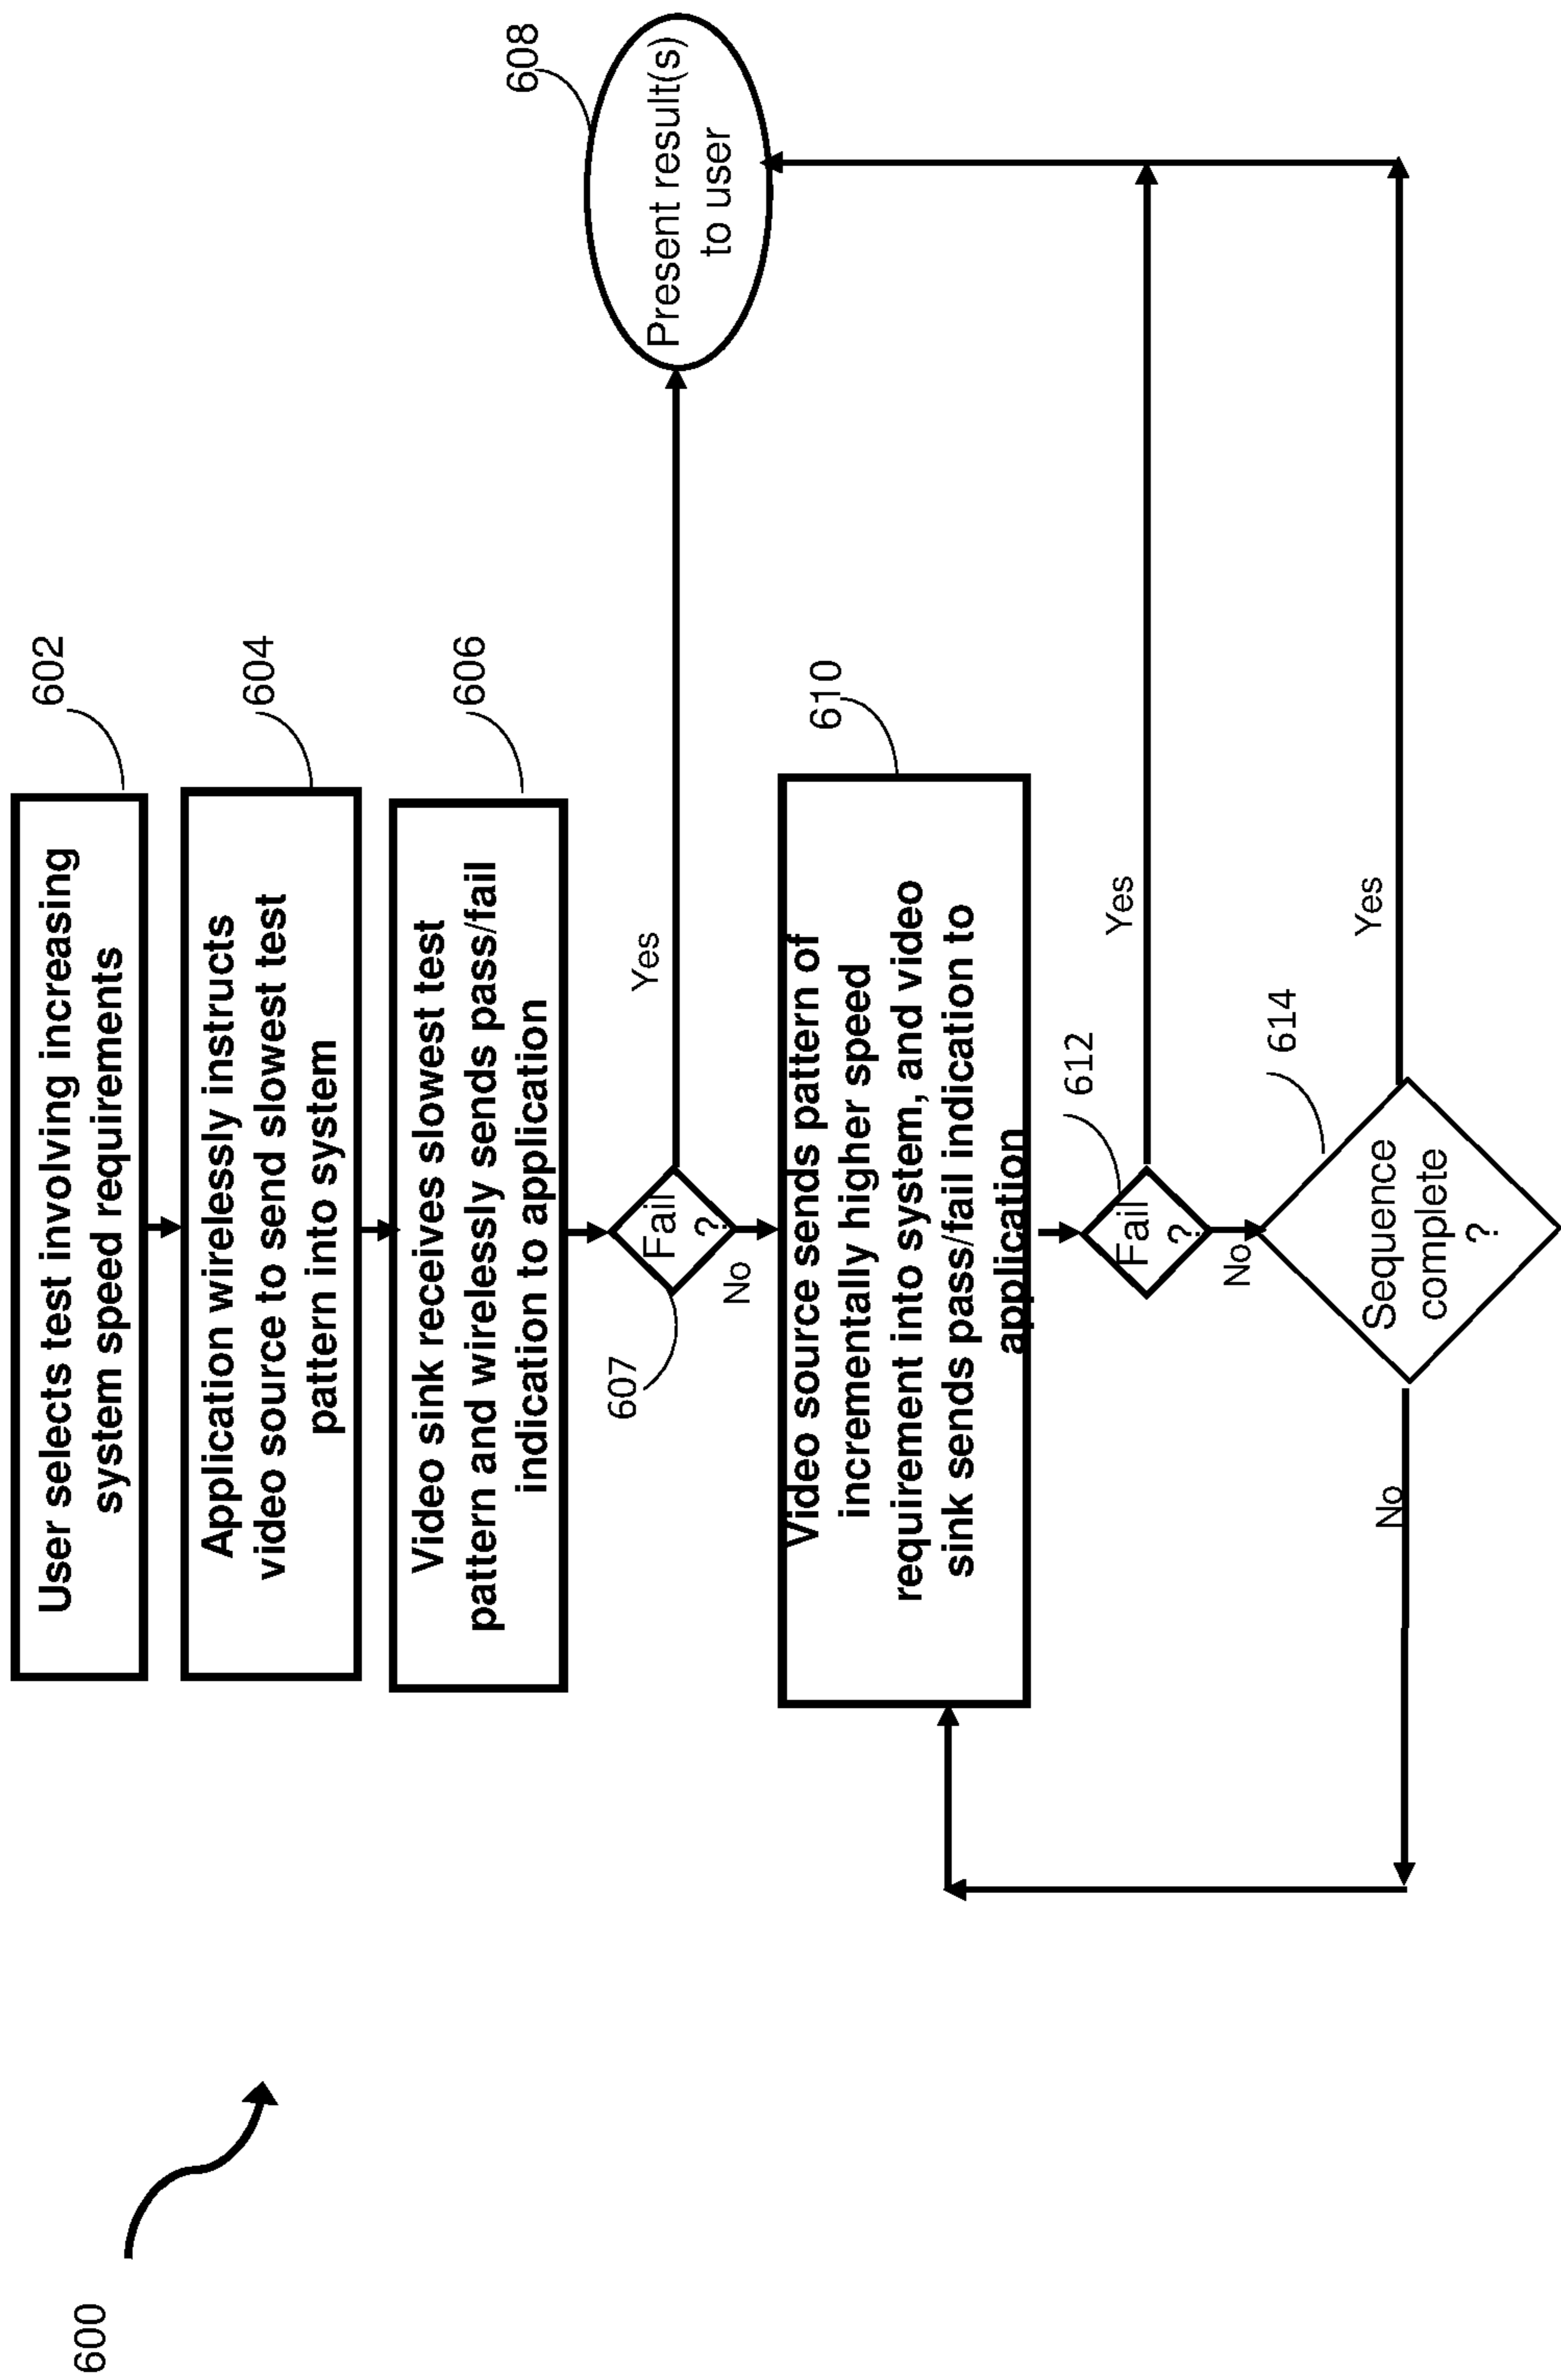 600
602
User selects test involving increasing
system speed requirements
604
Application wirelessly instructs
video source to send slowest test
pattern into system
606
Video sink receives slowest test
pattern and wirelessly sends pass/fail
indication to application
607
Fail
?
Yes
No
608
Present result(s)
to user
610
Video source sends pattern of
incrementally higher speed
requirement into system, and video
sink sends pass/fail indication to
application
612
Fail
?
Yes
No
614
Sequence
complete
?
Yes
No